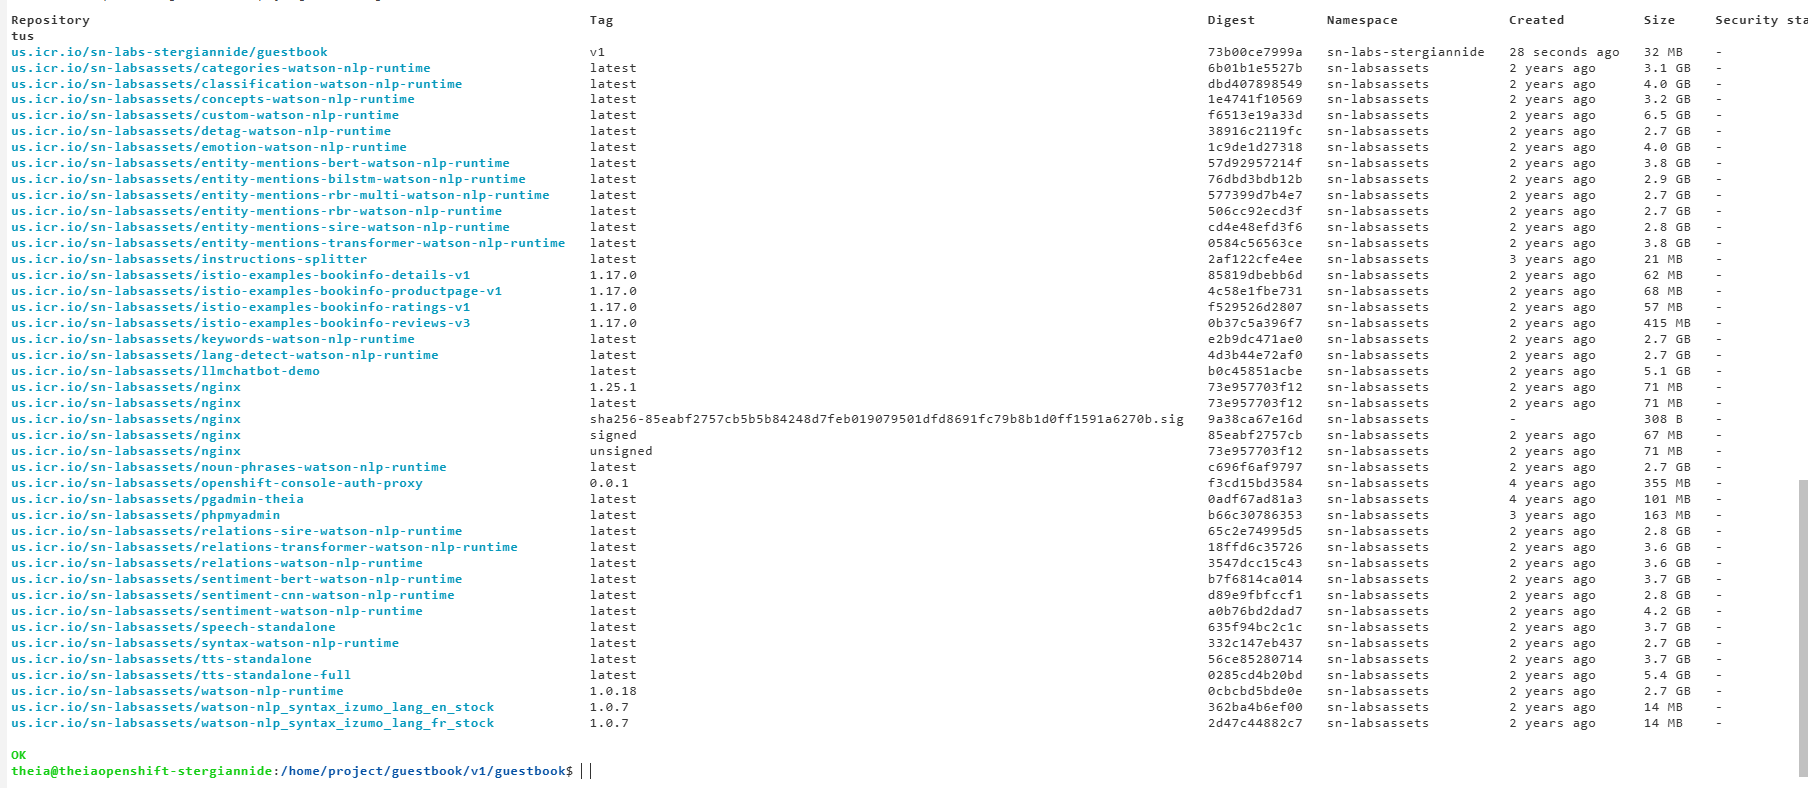 Repository Tag Digest Namespace Created Size Security sta
tus
us.icr.io/sn-labs-stergiannide/guestbook v1 73b00ce7999a sn-labs-stergiannide 28 seconds ago 32 MB -
us.icr.io/sn-labsassets/categories-watson-nlp-runtime latest 6b01b1e5527b sn-labsassets 2 years ago 3.1 GB -
us.icr.io/sn-labsassets/classification-watson-nlp-runtime latest dbd407898549 sn-labsassets 2 years ago 4.0 GB -
us.icr.io/sn-labsassets/concepts-watson-nlp-runtime latest 1e4741f10569 sn-labsassets 2 years ago 3.2 GB -
us.icr.io/sn-labsassets/custom-watson-nlp-runtime latest f6513e19a33d sn-labsassets 2 years ago 6.5 GB -
us.icr.io/sn-labsassets/detag-watson-nlp-runtime latest 38916c2119fc sn-labsassets 2 years ago 2.7 GB -
us.icr.io/sn-labsassets/emotion-watson-nlp-runtime latest 1c9de1d27318 sn-labsassets 2 years ago 4.0 GB -
us.icr.io/sn-labsassets/entity-mentions-bert-watson-nlp-runtime latest 57d92957214f sn-labsassets 2 years ago 3.8 GB -
us.icr.io/sn-labsassets/entity-mentions-bilstm-watson-nlp-runtime latest 76dbd3bdb12b sn-labsassets 2 years ago 2.9 GB -
us.icr.io/sn-labsassets/entity-mentions-rbr-multi-watson-nlp-runtime latest 577399d7b4e7 sn-labsassets 2 years ago 2.7 GB -
us.icr.io/sn-labsassets/entity-mentions-rbr-watson-nlp-runtime latest 506cc92ecd3f sn-labsassets 2 years ago 2.7 GB -
us.icr.io/sn-labsassets/entity-mentions-sire-watson-nlp-runtime latest cd4e48efd3f6 sn-labsassets 2 years ago 2.8 GB -
us.icr.io/sn-labsassets/entity-mentions-transformer-watson-nlp-runtime latest 0584c56563ce sn-labsassets 2 years ago 3.8 GB -
us.icr.io/sn-labsassets/instructions-splitter latest 2af122cfe4ee sn-labsassets 3 years ago 21 MB -
us.icr.io/sn-labsassets/istio-examples-bookinfo-details-v1 1.17.0 85819dbebb6d sn-labsassets 2 years ago 62 MB -
us.icr.io/sn-labsassets/istio-examples-bookinfo-productpage-v1 1.17.0 4c58e1fbe731 sn-labsassets 2 years ago 68 MB -
us.icr.io/sn-labsassets/istio-examples-bookinfo-ratings-v1 1.17.0 f529526d2807 sn-labsassets 2 years ago 57 MB -
us.icr.io/sn-labsassets/istio-examples-bookinfo-reviews-v3 1.17.0 0b37c5a396f7 sn-labsassets 2 years ago 415 MB -
us.icr.io/sn-labsassets/keywords-watson-nlp-runtime latest e2b9dc471ae0 sn-labsassets 2 years ago 2.7 GB -
us.icr.io/sn-labsassets/lang-detect-watson-nlp-runtime latest 4d3b44e72af0 sn-labsassets 2 years ago 2.7 GB -
us.icr.io/sn-labsassets/llmchatbot-demo latest b0c45851acbe sn-labsassets 2 years ago 5.1 GB -
us.icr.io/sn-labsassets/nginx 1.25.1 73e957703f12 sn-labsassets 2 years ago 71 MB -
us.icr.io/sn-labsassets/nginx latest 73e957703f12 sn-labsassets 2 years ago 71 MB -
us.icr.io/sn-labsassets/nginx sha256-85eabf2757cb5b5b84248d7feb019079501dfd8691fc79b8b1d0ff1591a6270b.sig 9a38ca67e16d sn-labsassets - 308 B -
us.icr.io/sn-labsassets/nginx signed 85eabf2757cb sn-labsassets 2 years ago 67 MB -
us.icr.io/sn-labsassets/nginx unsigned 73e957703f12 sn-labsassets 2 years ago 71 MB -
us.icr.io/sn-labsassets/noun-phrases-watson-nlp-runtime latest c696f6af9797 sn-labsassets 2 years ago 2.7 GB -
us.icr.io/sn-labsassets/openshift-console-auth-proxy 0.0.1 f3cd15bd3584 sn-labsassets 4 years ago 355 MB -
us.icr.io/sn-labsassets/pgadmin-theia latest 0adf67ad81a3 sn-labsassets 4 years ago 101 MB -
us.icr.io/sn-labsassets/phpmyadmin latest b66c30786353 sn-labsassets 3 years ago 163 MB -
us.icr.io/sn-labsassets/relations-sire-watson-nlp-runtime latest 65c2e74995d5 sn-labsassets 2 years ago 2.8 GB -
us.icr.io/sn-labsassets/relations-transformer-watson-nlp-runtime latest 18ffd6c35726 sn-labsassets 2 years ago 3.6 GB -
us.icr.io/sn-labsassets/relations-watson-nlp-runtime latest 3547dcc15c43 sn-labsassets 2 years ago 3.6 GB -
us.icr.io/sn-labsassets/sentiment-bert-watson-nlp-runtime latest b7f6814ca014 sn-labsassets 2 years ago 3.7 GB -
us.icr.io/sn-labsassets/sentiment-cnn-watson-nlp-runtime latest d89e9fbfccf1 sn-labsassets 2 years ago 2.8 GB -
us.icr.io/sn-labsassets/sentiment-watson-nlp-runtime latest a0b76bd2dad7 sn-labsassets 2 years ago 4.2 GB -
us.icr.io/sn-labsassets/speech-standalone latest 635f94bc2c1c sn-labsassets 2 years ago 3.7 GB -
us.icr.io/sn-labsassets/syntax-watson-nlp-runtime latest 332c147eb437 sn-labsassets 2 years ago 2.7 GB -
us.icr.io/sn-labsassets/tts-standalone latest 56ce85280714 sn-labsassets 2 years ago 3.7 GB -
us.icr.io/sn-labsassets/tts-standalone-full latest 0285cd4b20bd sn-labsassets 2 years ago 5.4 GB -
us.icr.io/sn-labsassets/watson-nlp-runtime 1.0.18 0cbcbd5bde0e sn-labsassets 2 years ago 2.7 GB -
us.icr.io/sn-labsassets/watson-nlp_syntax_izumo_lang_en_stock 1.0.7 362ba4b6ef00 sn-labsassets 2 years ago 14 MB -
us.icr.io/sn-labsassets/watson-nlp_syntax_izumo_lang_fr_stock 1.0.7 2d47c44882c7 sn-labsassets 2 years ago 14 MB -
OK
theia@theiaopenshift-stergiannide:/home/project/guestbook/v1/guestbook$